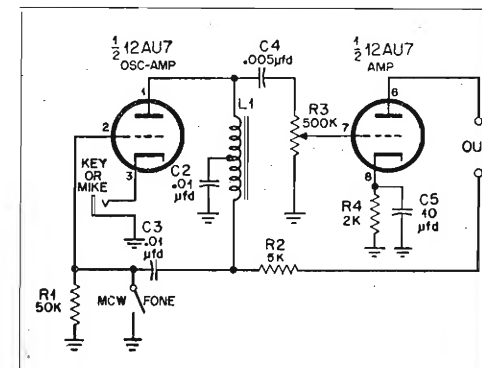 1/2 12AU7
OSC-AMP
C4
.005µfd
1/2 12AU7
AMP
1
6
L1
R3
500K
2
7
OU
KEY
OR
MIKE
3
C2
.01
µfd
8
C3
.01
µfd
R4
2K
C5
10
µfd
R2
5K
R1
50K
MCW
FONE